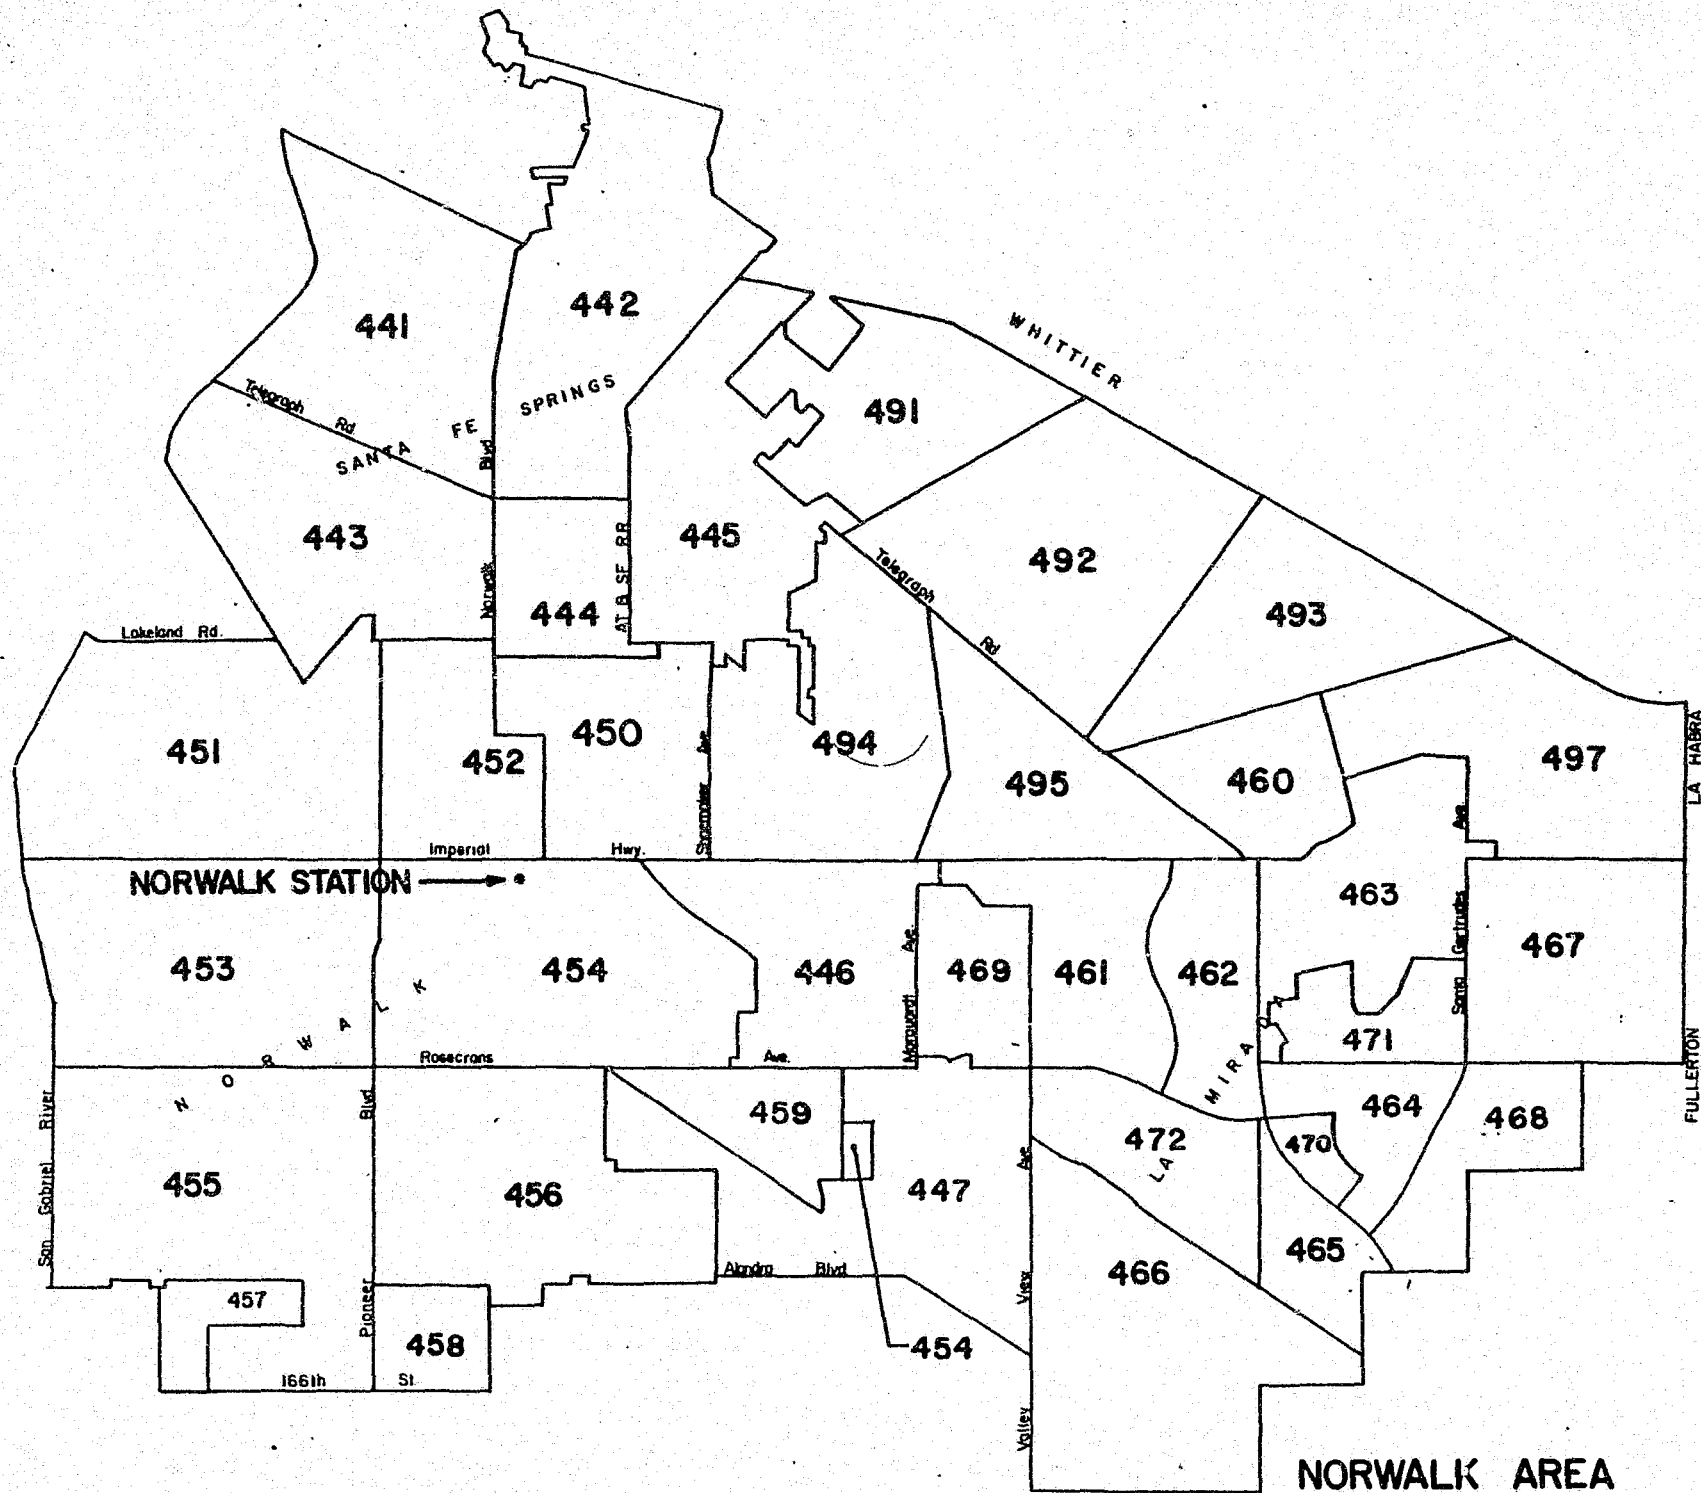 WHITTIER
442
441
SPRINGS
FE
SANTA
Telegraph Rd.
491
Blvd.
443
445
AT & SF RR
492
Telegraph Rd
Norwalk
444
493
Lakeland Rd.
451
452
450
Shoemaker Ave.
494
495
460
497
LA HABRA
Ave.
Imperial Hwy.
NORWALK STATION
463
453
454
446
Marquardt Ave.
469
461
462
Santa Gertrudes
467
NORWALK
471
Rosecrans Ave.
LA MIRADA
FULLERTON
San Gabriel River
Blvd.
459
464
468
472
470
455
456
447
Ave
465
466
Alondra Blvd.
457
Pioneer
View
458
454
166th St.
Valley
NORWALK AREA